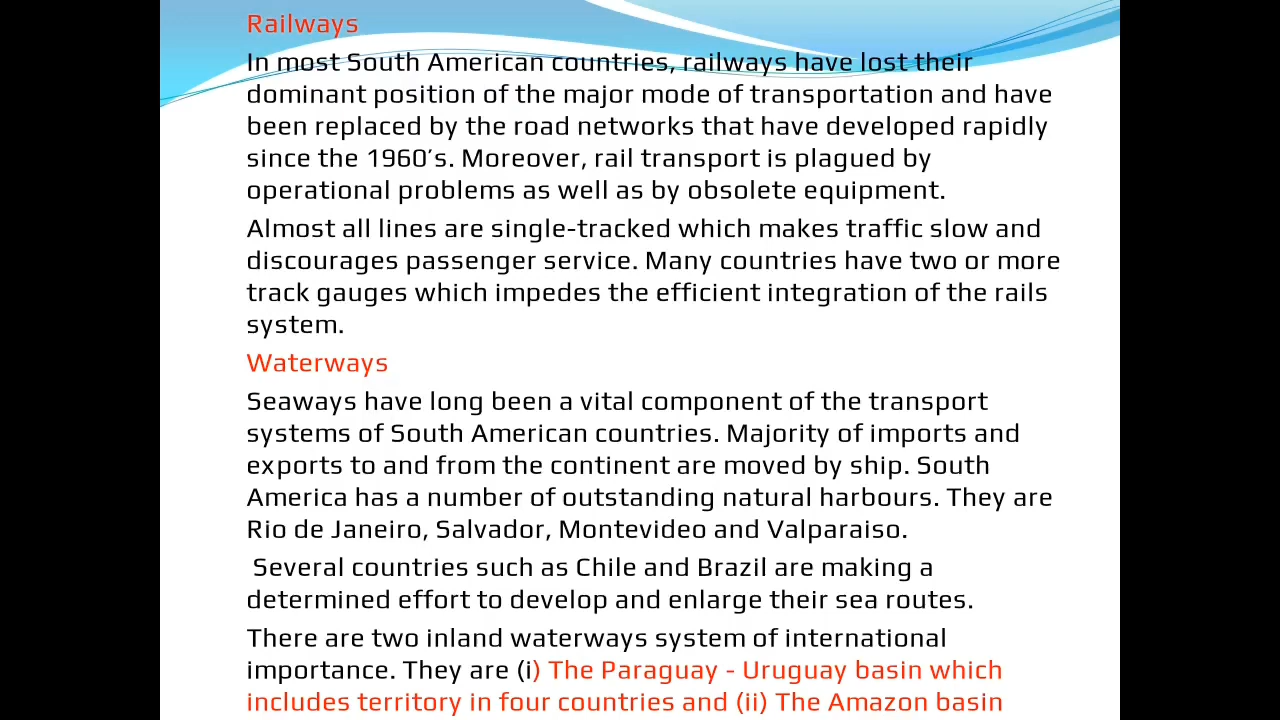 Railways
In most South American countries, railways have lost their
dominant position of the major mode of transportation and have
been replaced by the road networks that have developed rapidly
since the 1960’s. Moreover, rail transport is plagued by
operational problems as well as by obsolete equipment.
Almost all lines are single-tracked which makes traffic slow and
discourages passenger service. Many countries have two or more
track gauges which impedes the efficient integration of the rails
system.
Waterways
Seaways have long been a vital component of the transport
systems of South American countries. Majority of imports and
exports to and from the continent are moved by ship. South
America has a number of outstanding natural harbours. They are
Rio de Janeiro, Salvador, Montevideo and Valparaiso.
Several countries such as Chile and Brazil are making a
determined effort to develop and enlarge their sea routes.
There are two inland waterways system of international
importance. They are (i) The Paraguay - Uruguay basin which
includes territory in four countries and (ii) The Amazon basin